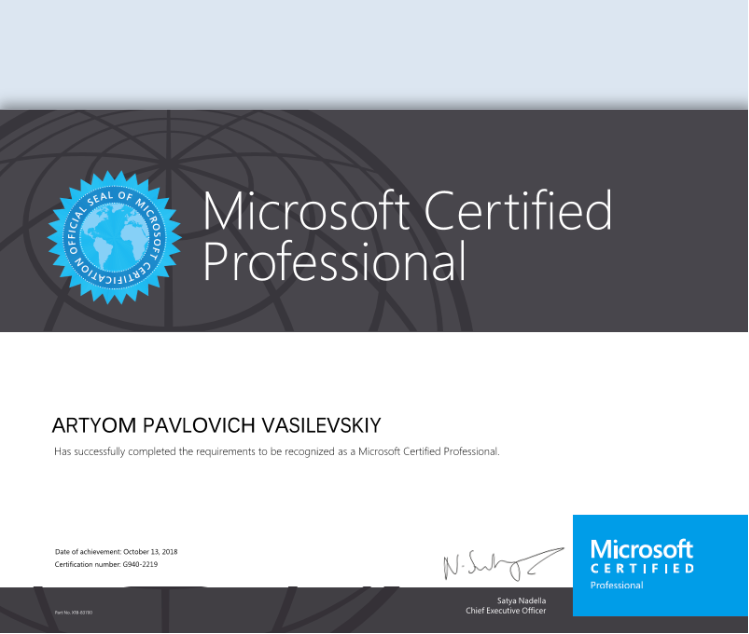 OFFICIAL SEAL OF MICROSOFT CERTIFICATION
Microsoft Certified
Professional
ARTYOM PAVLOVICH VASILEVSKIY
Has successfully completed the requirements to be recognized as a Microsoft Certified Professional.
Date of achievement: October 13, 2018
Certification number: G940-2219
Microsoft
CERTIFIED
Professional
Satya Nadella
Chief Executive Officer
Part No.